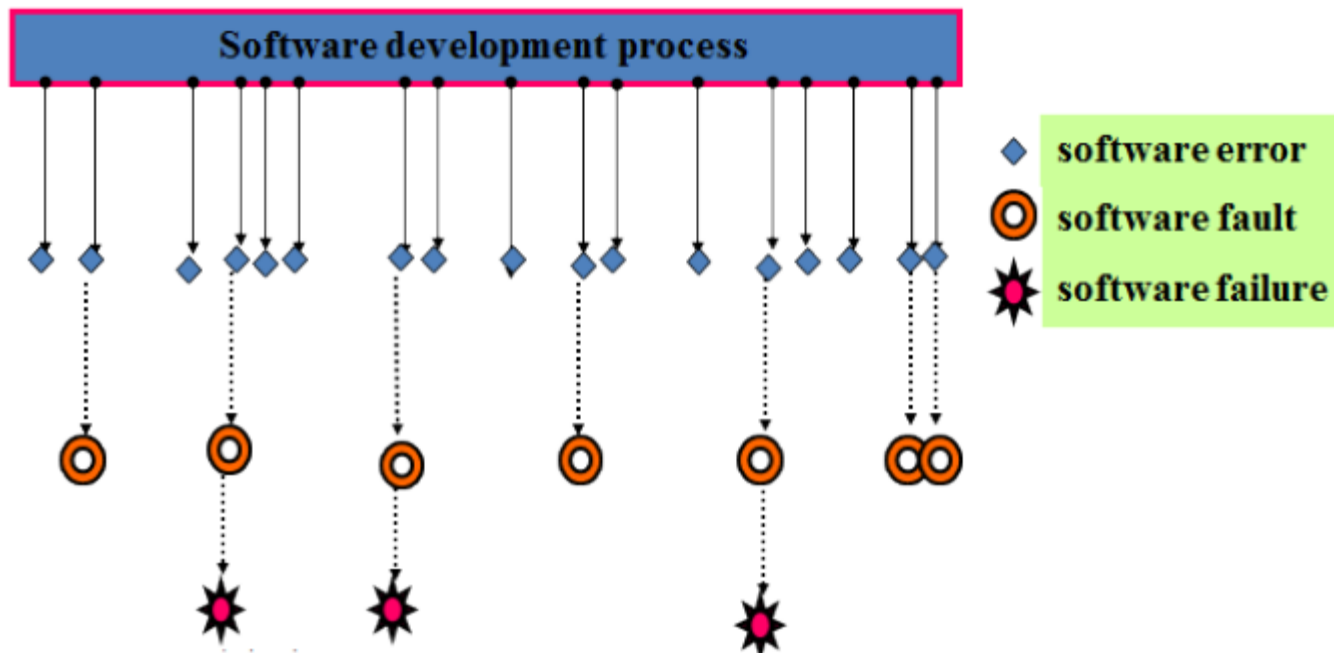 Software development process
software error
software fault
software failure